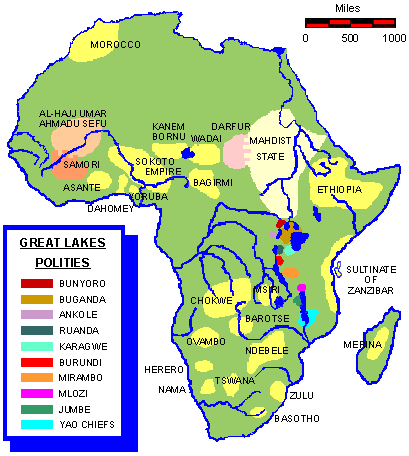 Miles
0 500 1000
MOROCCO
AL-HAJJ UMAR
AHMADU SEFU
KANEM
BORNU
DARFUR
WADAI
MAHDIST
STATE
SAMORI
SOKOTO
EMPIRE
BAGIRMI
ASANTE
YORUBA
DAHOMEY
ETHIOPIA
GREAT LAKES
POLITIES
BUNYORO
BUGANDA
ANKOLE
RUANDA
KARAGWE
BURUNDI
MIRAMBO
MLOZI
JUMBE
YAO CHIEFS
SULTINATE
OF
ZANZIBAR
MSIRI
CHOKWE
BAROTSE
OVAMBO
NDEBELE
MERINA
HERERO
NAMA
TSWANA
ZULU
BASOTHO